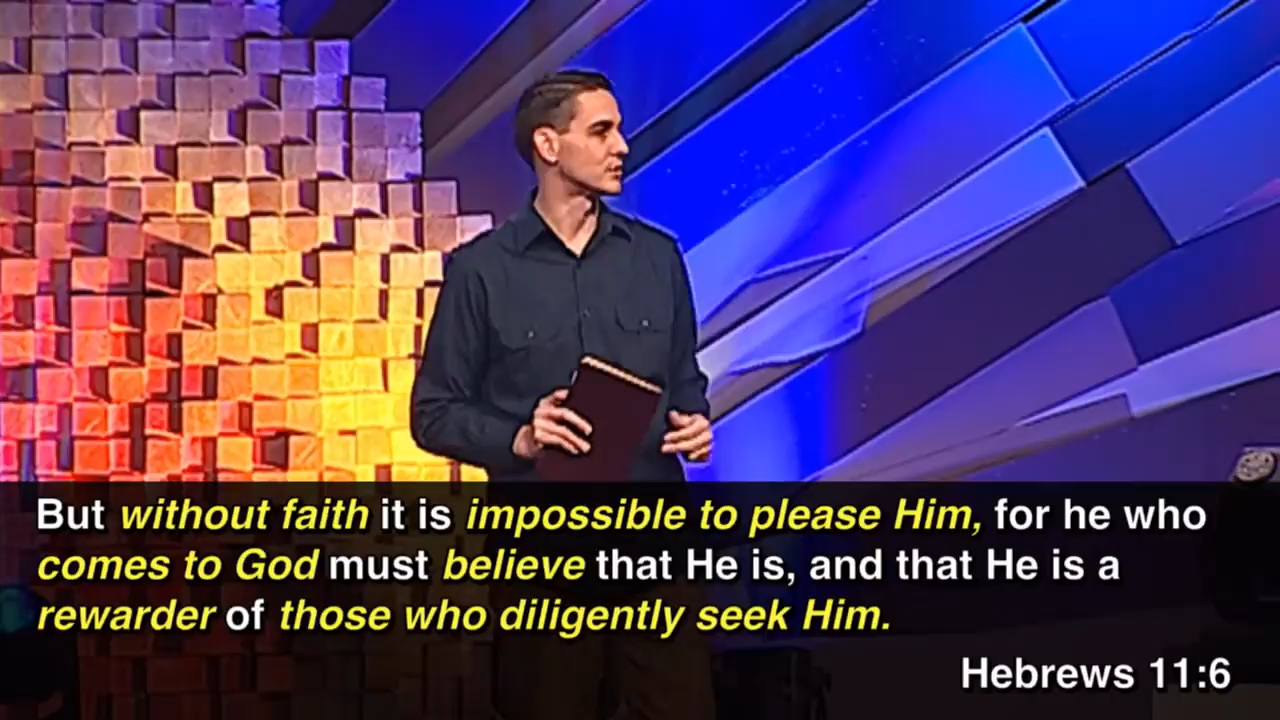 But without faith it is impossible to please Him, for he who
comes to God must believe that He is, and that He is a
rewarder of those who diligently seek Him.
Hebrews 11:6